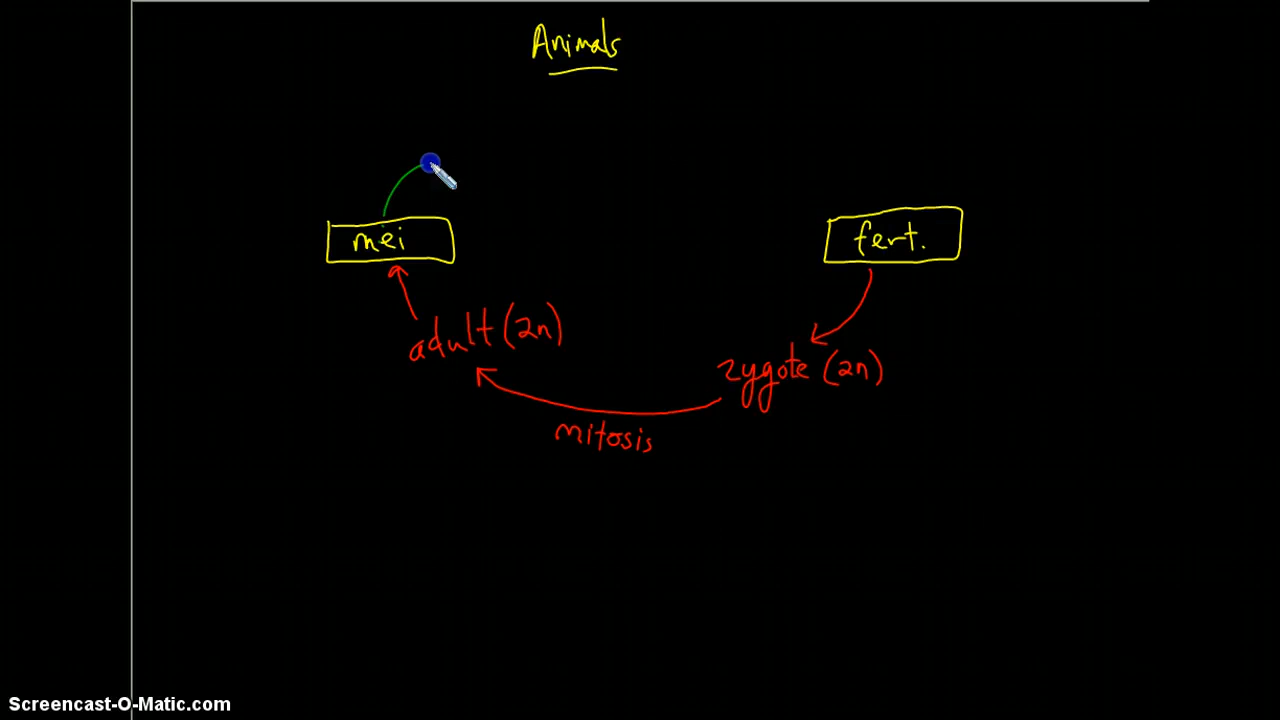 Animals
mei
fert.
adult (2n)
zygote (2n)
mitosis
Screencast-O-Matic.com